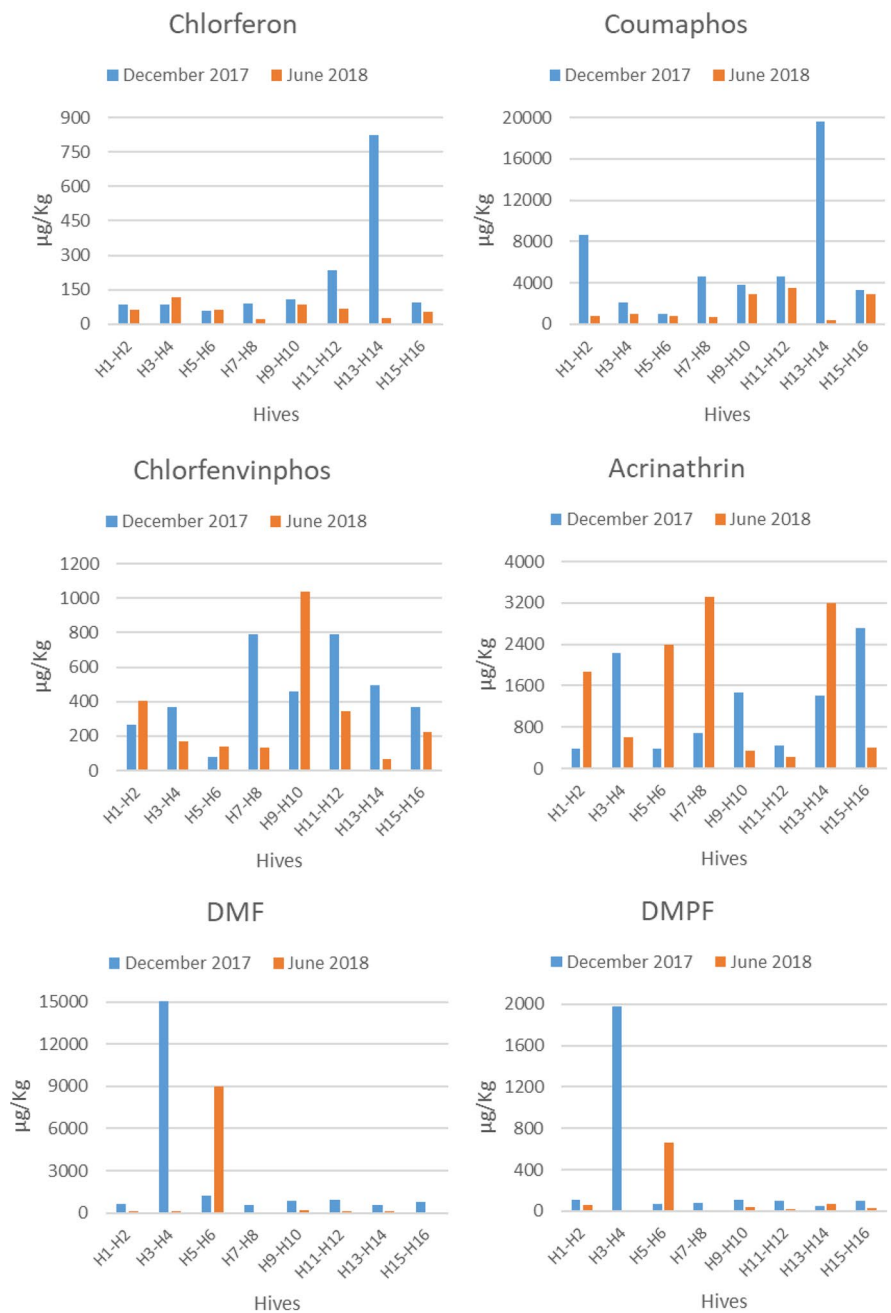 Chlorferon
December 2017 June 2018
900
750
600
450
300
150
0
µg/Kg
H1-H2 H3-H4 H5-H6 H7-H8 H9-H10 H11-H12 H13-H14 H15-H16
Hives
Coumaphos
December 2017 June 2018
20000
16000
12000
8000
4000
0
µg/Kg
H1-H2 H3-H4 H5-H6 H7-H8 H9-H10 H11-H12 H13-H14 H15-H16
Hives
Chlorfenvinphos
December 2017 June 2018
1200
1000
800
600
400
200
0
µg/Kg
H1-H2 H3-H4 H5-H6 H7-H8 H9-H10 H11-H12 H13-H14 H15-H16
Hives
Acrinathrin
December 2017 June 2018
4000
3200
2400
1600
800
0
µg/Kg
H1-H2 H3-H4 H5-H6 H7-H8 H9-H10 H11-H12 H13-H14 H15-H16
Hives
DMF
December 2017 June 2018
15000
12000
9000
6000
3000
0
µg/Kg
H1-H2 H3-H4 H5-H6 H7-H8 H9-H10 H11-H12 H13-H14 H15-H16
Hives
DMPF
December 2017 June 2018
2000
1600
1200
800
400
0
µg/Kg
H1-H2 H3-H4 H5-H6 H7-H8 H9-H10 H11-H12 H13-H14 H15-H16
Hives